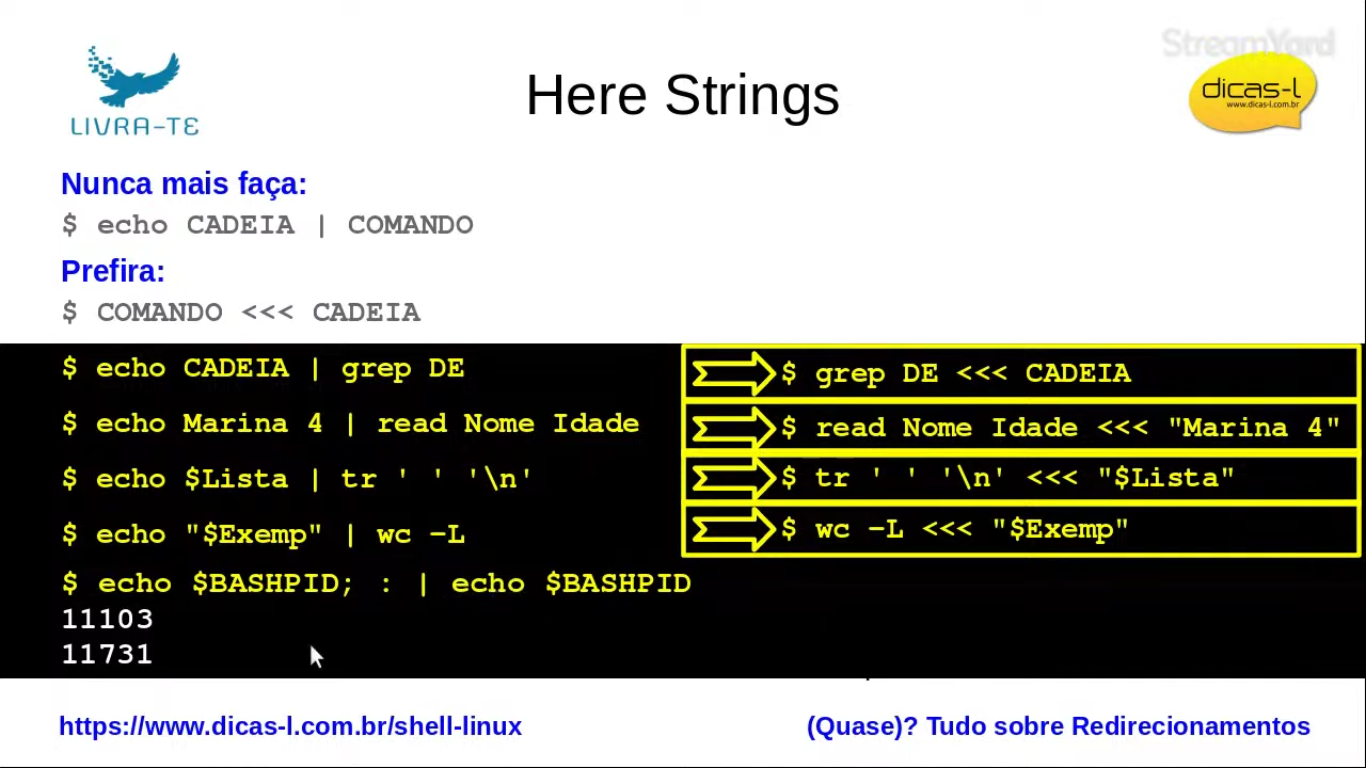 StreamYard
LIVRA-TE
Here Strings
dicas-l
www.dicas-l.com.br
Nunca mais faça:
$ echo CADEIA | COMANDO
Prefira:
$ COMANDO <<< CADEIA
$ echo CADEIA | grep DE
$ grep DE <<< CADEIA
$ echo Marina 4 | read Nome Idade
$ read Nome Idade <<< "Marina 4"
$ echo $Lista | tr ' ' '\n'
$ tr ' ' '\n' <<< "$Lista"
$ echo "$Exemp" | wc -L
$ wc -L <<< "$Exemp"
$ echo $BASHPID; : | echo $BASHPID
11103
11731
https://www.dicas-l.com.br/shell-linux
(Quase)? Tudo sobre Redirecionamentos